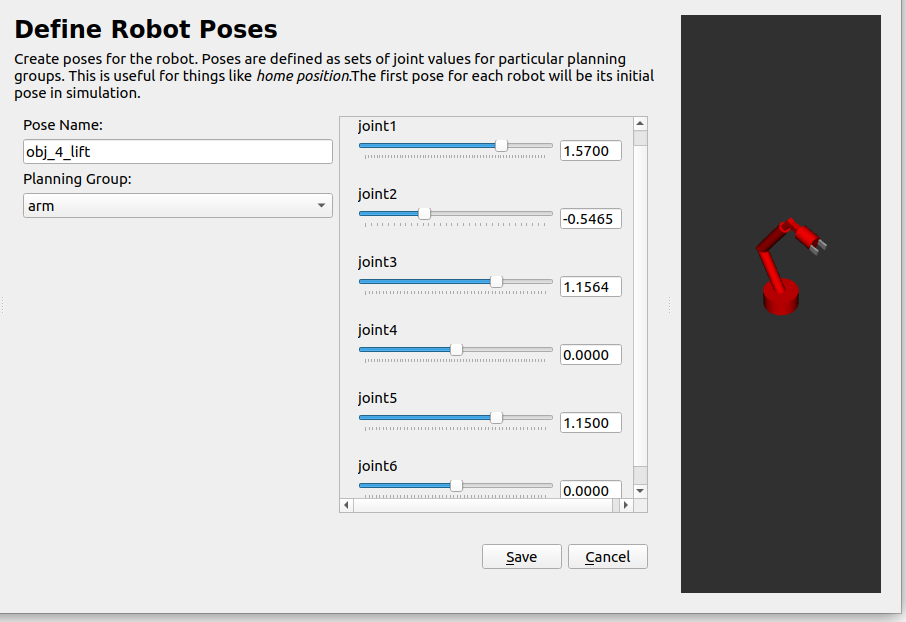 Define Robot Poses
Create poses for the robot. Poses are defined as sets of joint values for particular planning
groups. This is useful for things like home position.The first pose for each robot will be its initial
pose in simulation.
Pose Name:
obj_4_lift
Planning Group:
arm
joint1
1.5700
joint2
-0.5465
joint3
1.1564
joint4
0.0000
joint5
1.1500
joint6
0.0000
Save
Cancel